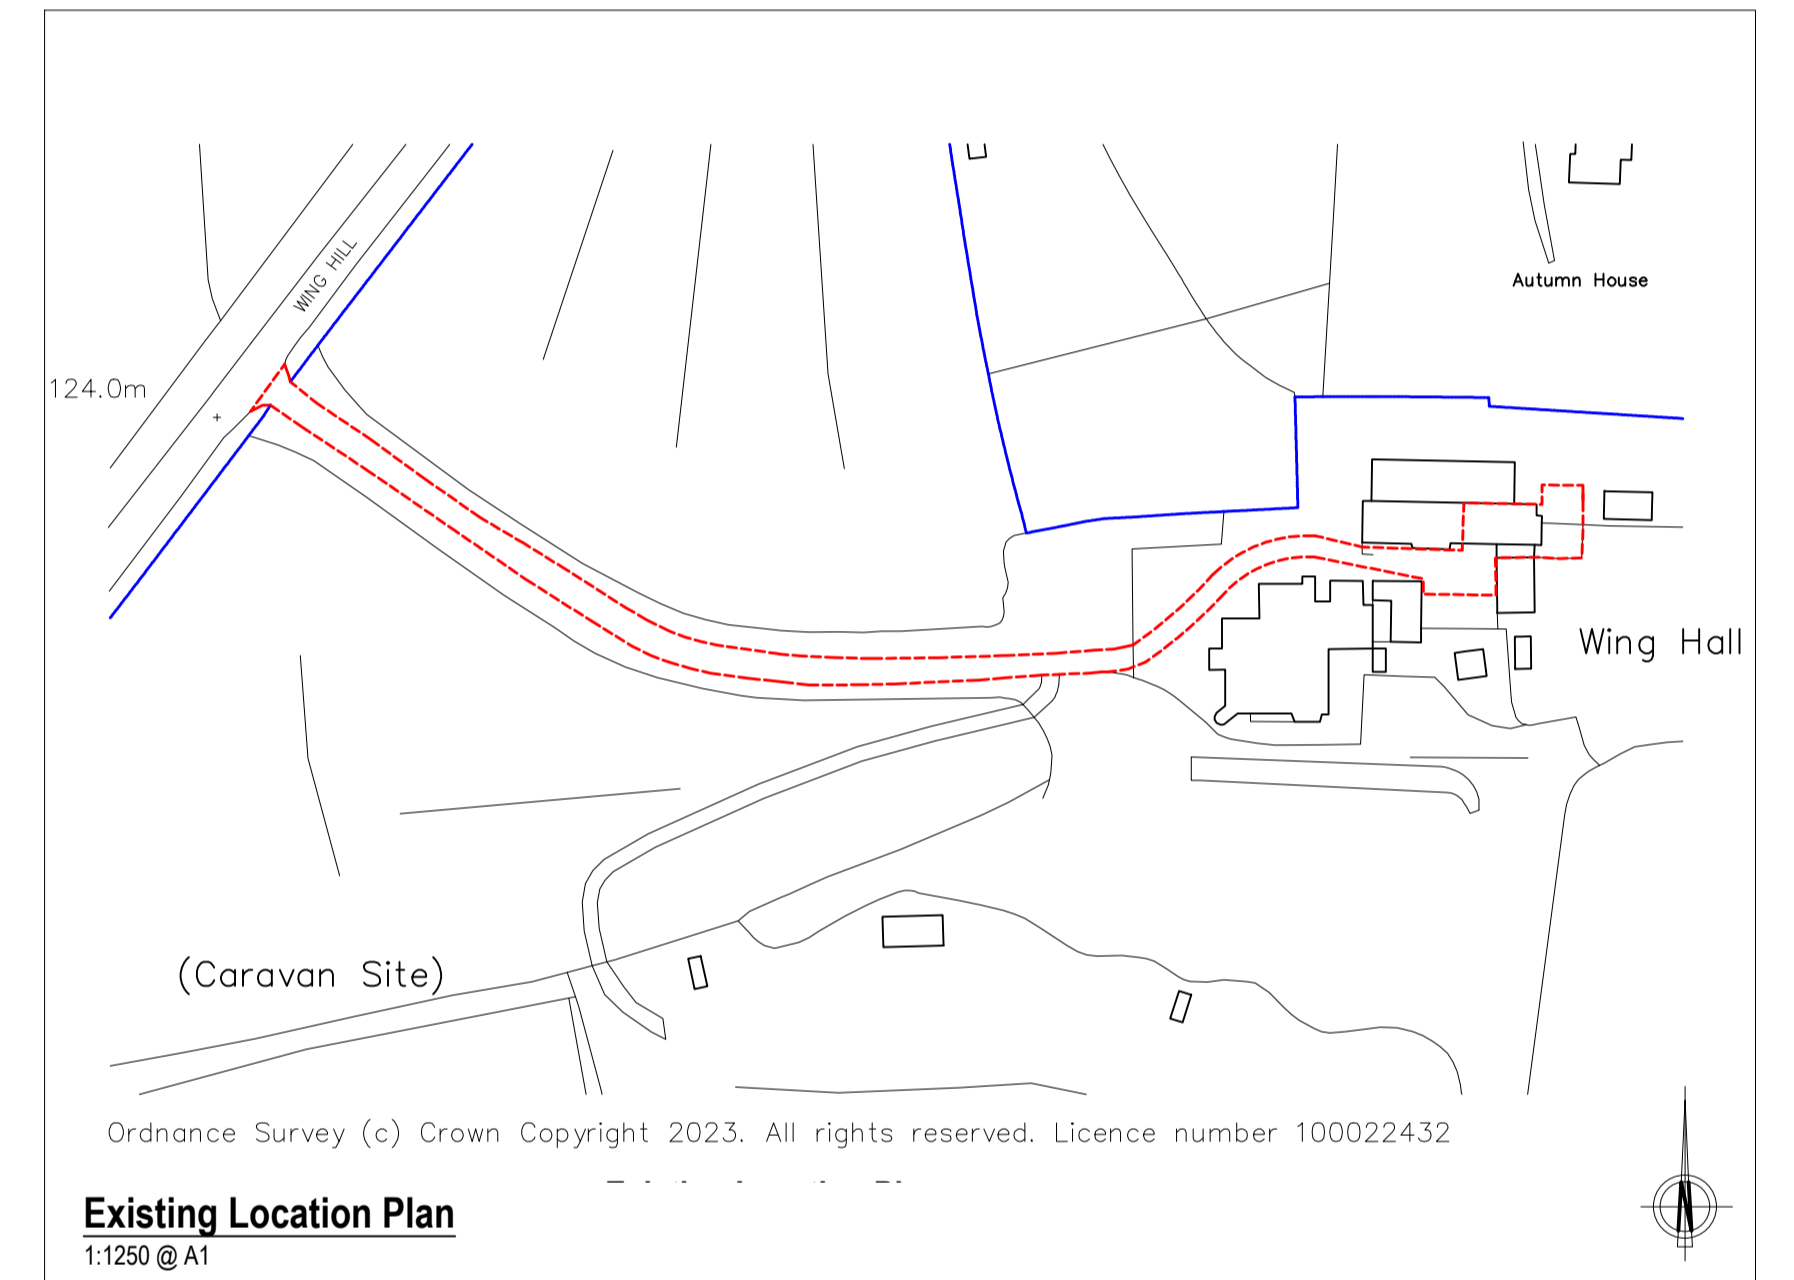 WING HILL
Autumn House
124.0m
Wing Hall
(Caravan Site)
Ordnance Survey (c) Crown Copyright 2023. All rights reserved. Licence number 100022432
Existing Location Plan
1:1250 @ A1
N